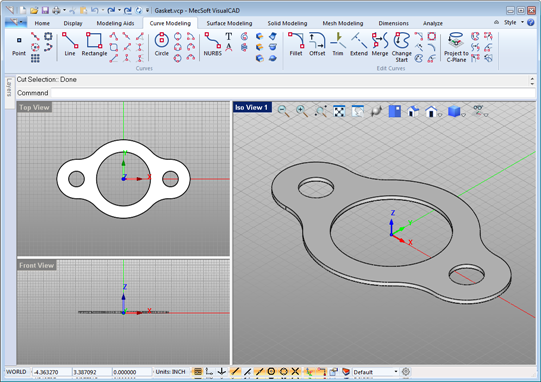 Gasket.vcp - MecSoft VisualCAD
Home Display Modeling Aids Curve Modeling Surface Modeling Solid Modeling Mesh Modeling Dimensions Analyze Style
Point Line Rectangle Circle NURBS Fillet Offset Trim Extend Merge Change Start Project to C-Plane
Curves Edit Curves
Cut Selection:: Done
Command
Layers
Top View
Iso View 1
Y
Z X
Z
Y
X
Front View
Z
X
WORLD -4.363270 3.387092 0.000000 Units: INCH Default